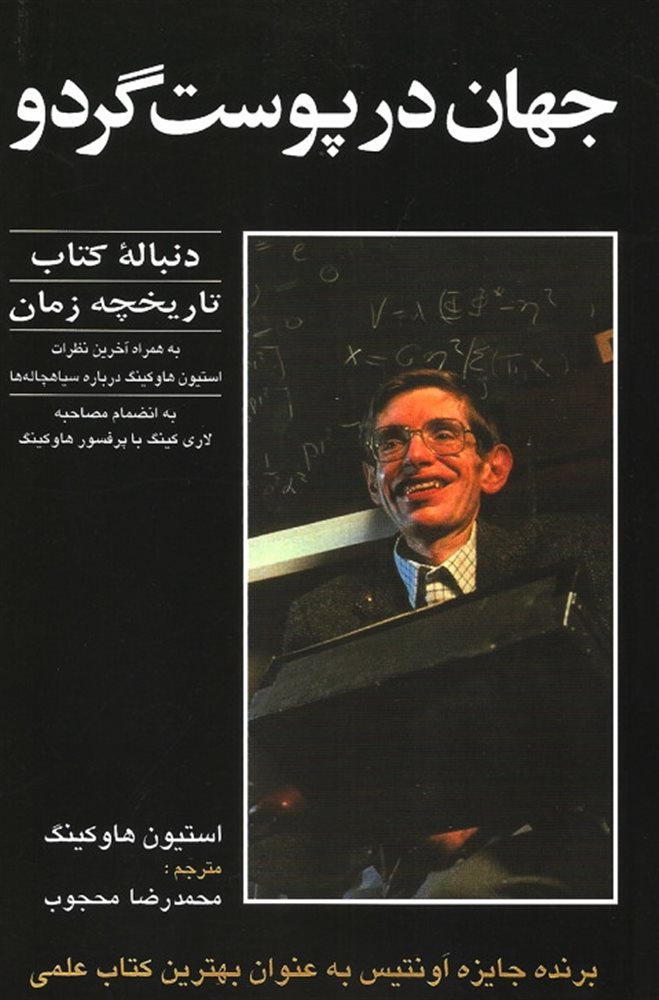 جهان در پوست گردو
دنبالهٔ کتاب
تاریخچه زمان
به همراه آخرین نظرات
استیون هاوکینگ درباره سیاهچاله‌ها
به انضمام مصاحبه
لاری کینگ با پرفسور هاوکینگ
استیون هاوکینگ
مترجم :
محمدرضا محجوب
برنده جایزه آونتیس به عنوان بهترین کتاب علمی